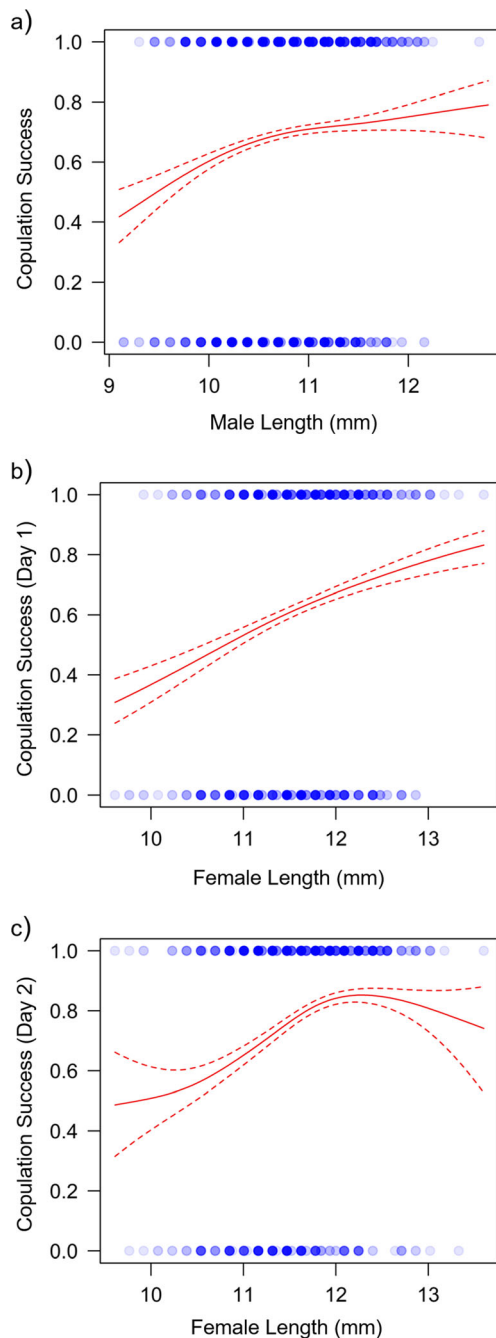 a)
1.0
0.8
0.6
0.4
0.2
0.0
Copulation Success
9 10 11 12
Male Length (mm)
b)
1.0
0.8
0.6
0.4
0.2
0.0
Copulation Success (Day 1)
10 11 12 13
Female Length (mm)
c)
1.0
0.8
0.6
0.4
0.2
0.0
Copulation Success (Day 2)
10 11 12 13
Female Length (mm)